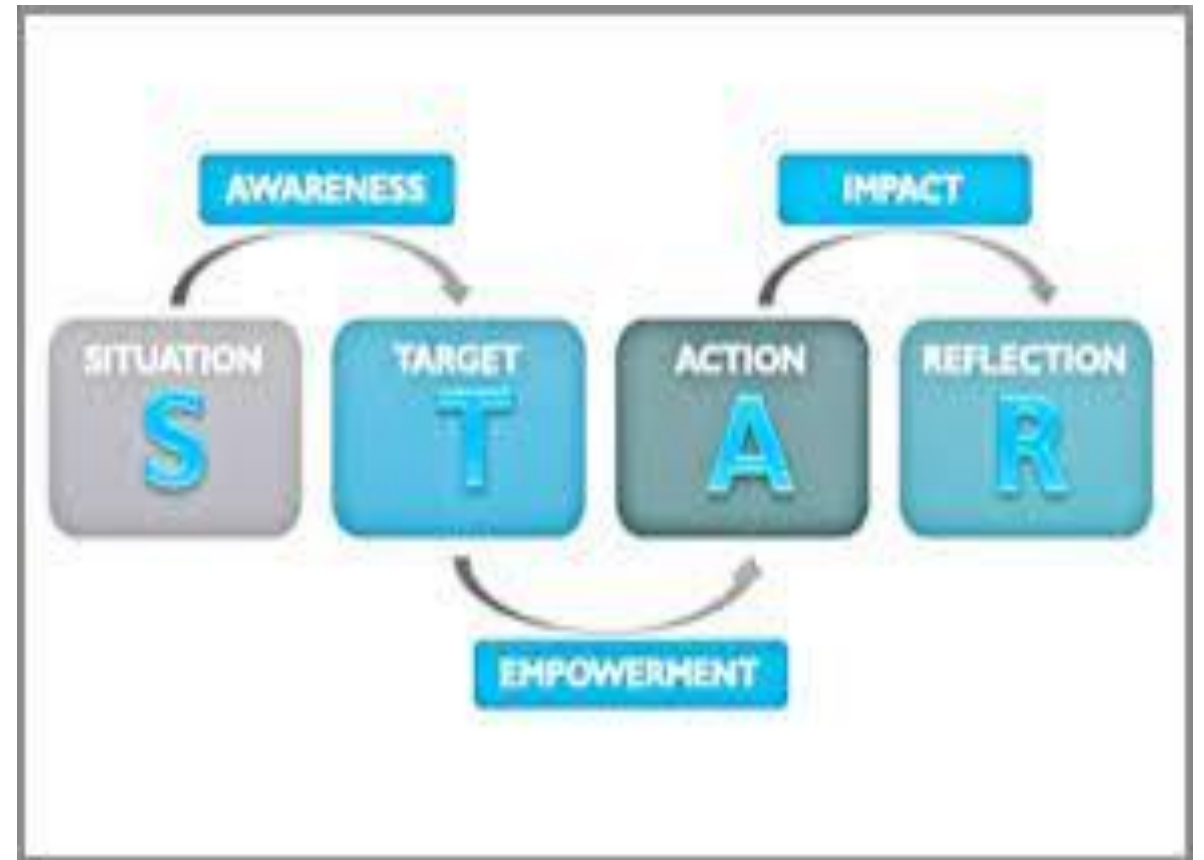 AWARENESS
IMPACT
SITUATION
S
TARGET
T
ACTION
A
REFLECTION
R
EMPOWERMENT